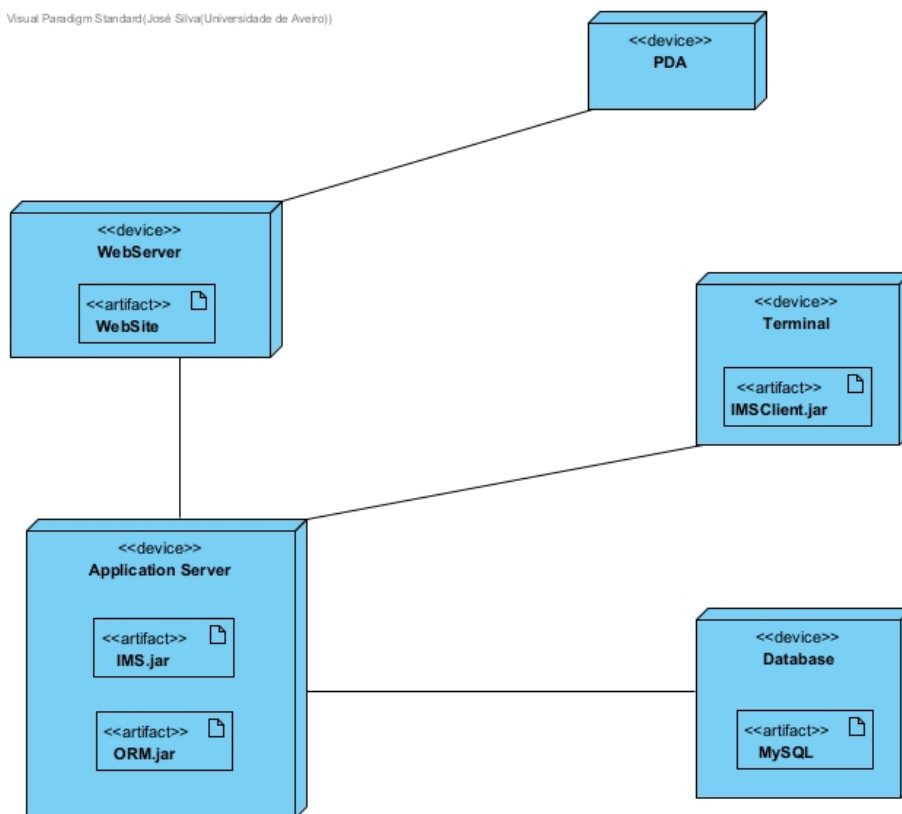 Visual Paradigm Standard(José Silva(Universidade de Aveiro))
<<device>>
PDA
<<device>>
WebServer
<<artifact>>
WebSite
<<device>>
Terminal
<<artifact>>
IMSClient.jar
<<device>>
Application Server
<<artifact>>
IMS.jar
<<artifact>>
ORM.jar
<<device>>
Database
<<artifact>>
MySQL